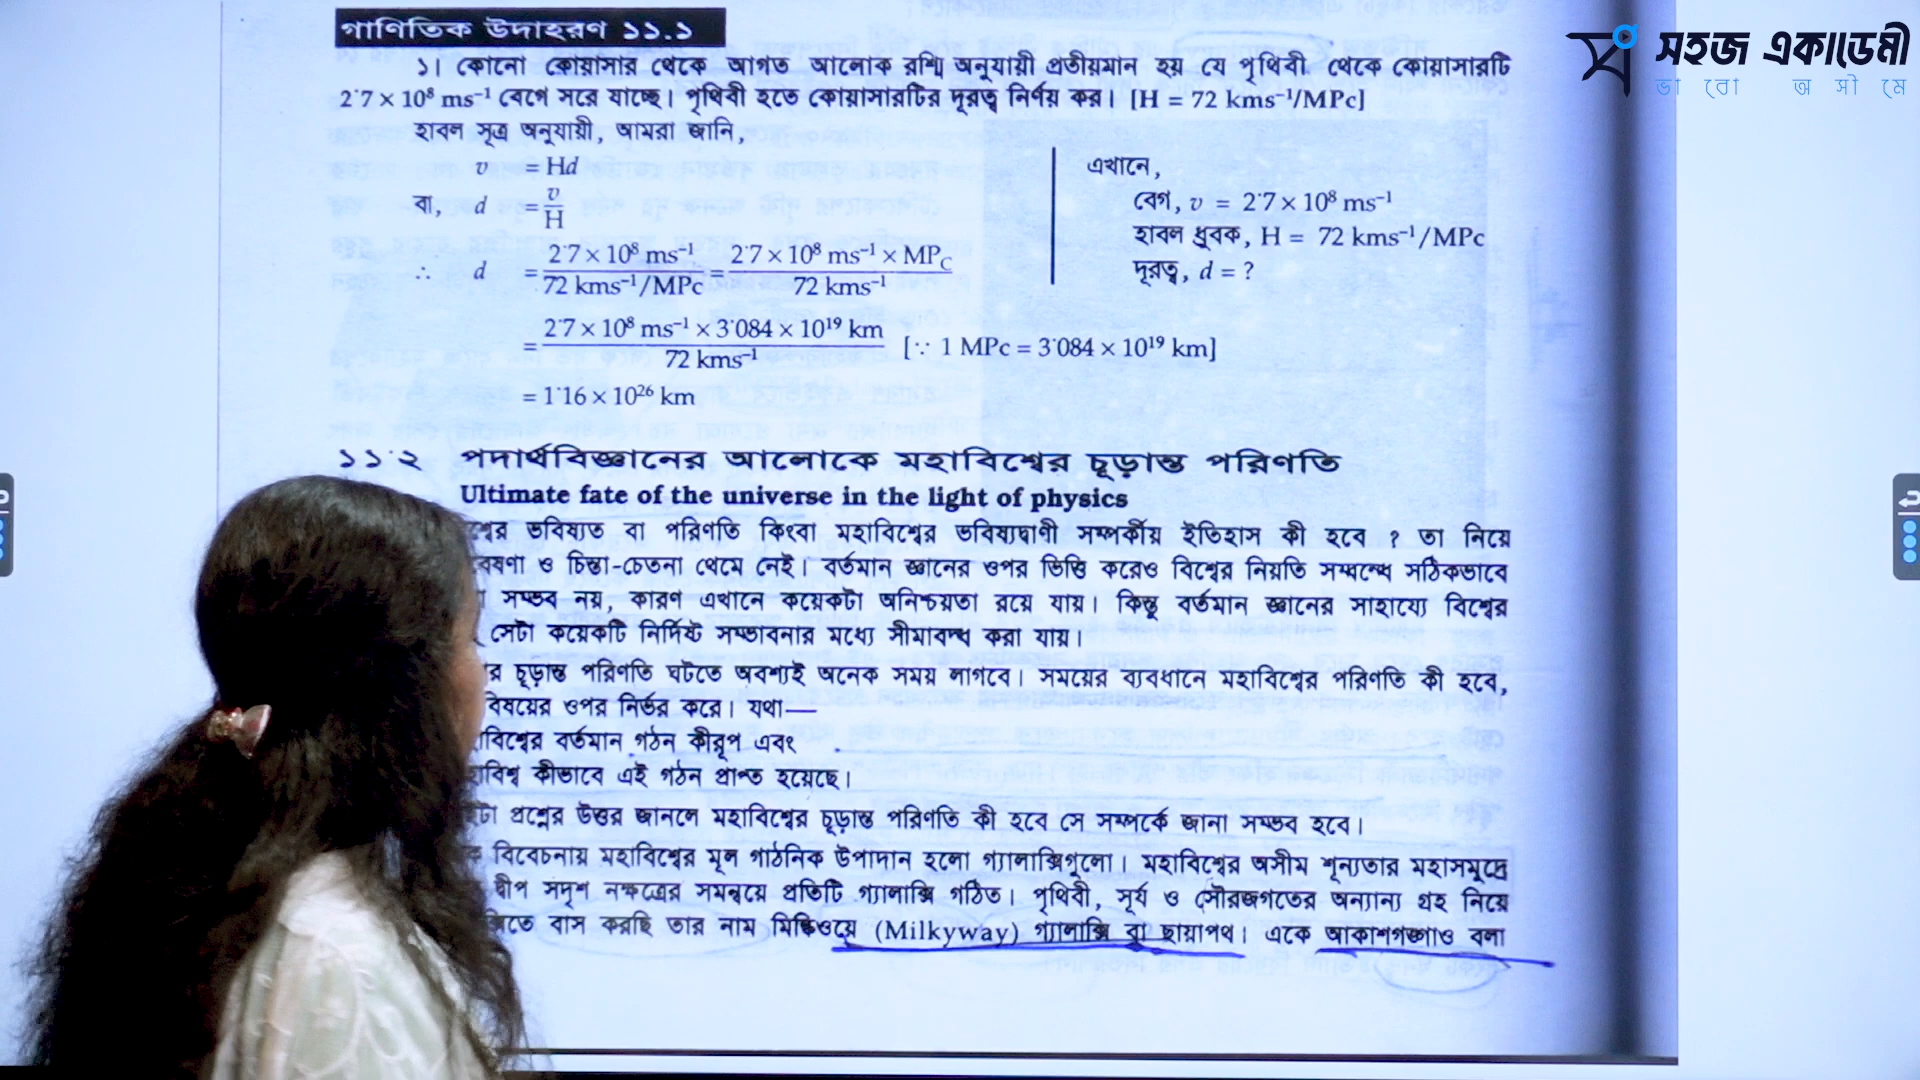 গাণিতিক উদাহরণ ১১.১
সহজ একাডেমী
ভাবো অসীমে
১। কোনো কোয়াসার থেকে আগত আলোক রশ্মি অনুযায়ী প্রতীয়মান হয় যে পৃথিবী থেকে কোয়াসারটি
2·7 × 10⁸ ms⁻¹ বেগে সরে যাচ্ছে। পৃথিবী হতে কোয়াসারটির দূরত্ব নির্ণয় কর। [H = 72 kms⁻¹/MPc]
হাবল সূত্র অনুযায়ী, আমরা জানি,
v = Hd
বা, d = v/H
∴ d = 2·7 × 10⁸ ms⁻¹ / 72 kms⁻¹/MPc = 2·7 × 10⁸ ms⁻¹ × MPc / 72 kms⁻¹
= 2·7 × 10⁸ ms⁻¹ × 3·084 × 10¹⁹ km / 72 kms⁻¹ [∵ 1 MPc = 3·084 × 10¹⁹ km]
= 1·16 × 10²⁶ km
এখানে,
বেগ, v = 2·7 × 10⁸ ms⁻¹
হাবল ধ্রুবক, H = 72 kms⁻¹/MPc
দূরত্ব, d = ?
১১·২ পদার্থবিজ্ঞানের আলোকে মহাবিশ্বের চূড়ান্ত পরিণতি
Ultimate fate of the universe in the light of physics
ভবিষ্যত বা পরিণতি কিংবা মহাবিশ্বের ভবিষ্যদ্বাণী সম্পর্কীয় ইতিহাস কী হবে ? তা নিয়ে
ও চিন্তা-চেতনা থেমে নেই। বর্তমান জ্ঞানের ওপর ভিত্তি করেও বিশ্বের নিয়তি সম্বন্ধে সঠিকভাবে
সম্ভব নয়, কারণ এখানে কয়েকটা অনিশ্চয়তা রয়ে যায়। কিন্তু বর্তমান জ্ঞানের সাহায্যে বিশ্বের
সেটা কয়েকটি নির্দিষ্ট সম্ভাবনার মধ্যে সীমাবদ্ধ করা যায়।
চূড়ান্ত পরিণতি ঘটতে অবশ্যই অনেক সময় লাগবে। সময়ের ব্যবধানে মহাবিশ্বের পরিণতি কী হবে,
বিষয়ের ওপর নির্ভর করে। যথা—
বিশ্বের বর্তমান গঠন কীরূপ এবং
বিশ্ব কীভাবে এই গঠন প্রাপ্ত হয়েছে।
প্রশ্নের উত্তর জানলে মহাবিশ্বের চূড়ান্ত পরিণতি কী হবে সে সম্পর্কে জানা সম্ভব হবে।
বিবেচনায় মহাবিশ্বের মূল গাঠনিক উপাদান হলো গ্যালাক্সিগুলো। মহাবিশ্বের অসীম শূন্যতার মহাসমুদ্রে
দ্বীপ সদৃশ নক্ষত্রের সমন্বয়ে প্রতিটি গ্যালাক্সি গঠিত। পৃথিবী, সূর্য ও সৌরজগতের অন্যান্য গ্রহ নিয়ে
বাস করছি তার নাম মিল্কিওয়ে (Milkyway) গ্যালাক্সি বা ছায়াপথ। একে আকাশগঙ্গাও বলা